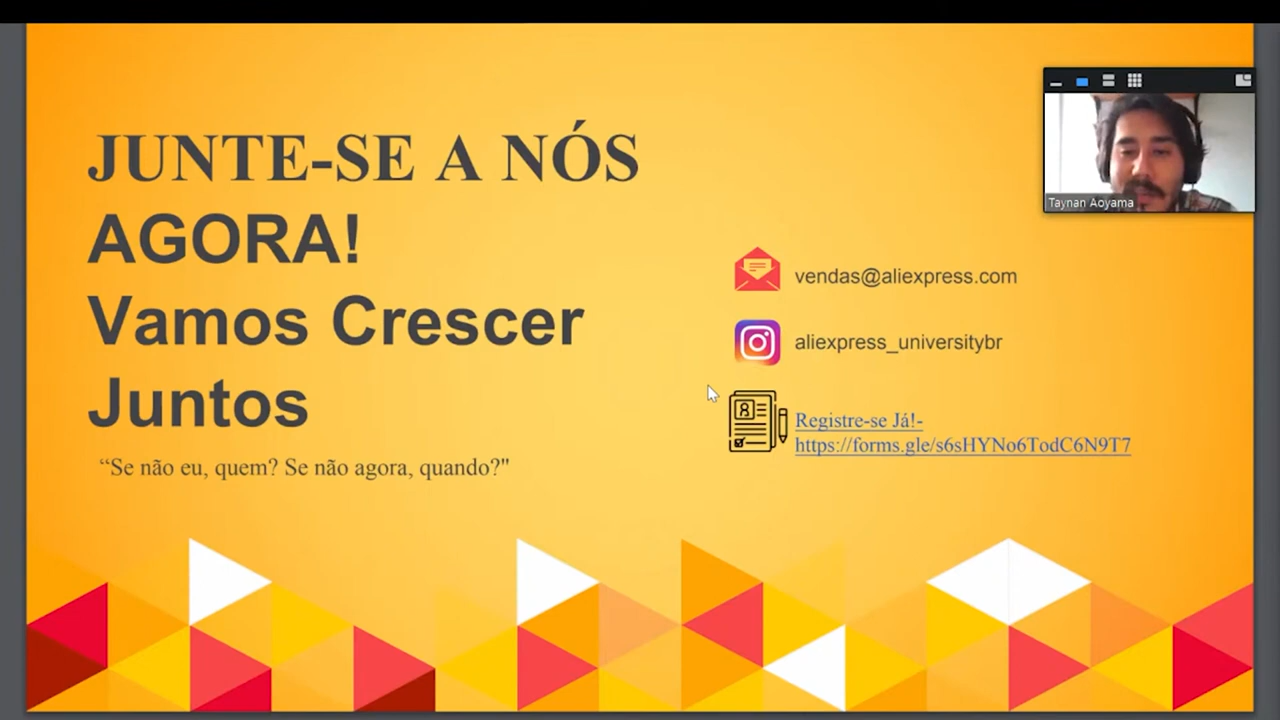 JUNTE-SE A NÓS
AGORA!
Vamos Crescer
Juntos
“Se não eu, quem? Se não agora, quando?"
vendas@aliexpress.com
aliexpress_universitybr
Registre-se Já!-
https://forms.gle/s6sHYNo6TodC6N9T7
Taynan Aoyama